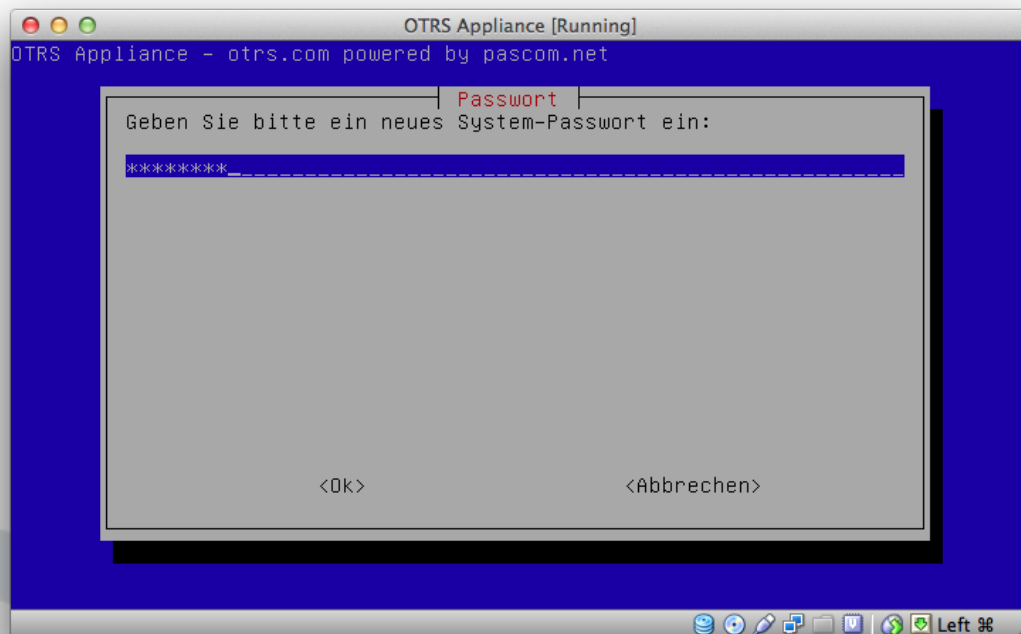 OTRS Appliance [Running]
OTRS Appliance – otrs.com powered by pascom.net
Passwort
Geben Sie bitte ein neues System-Passwort ein:
********_
<Ok> <Abbrechen>
Left ⌘